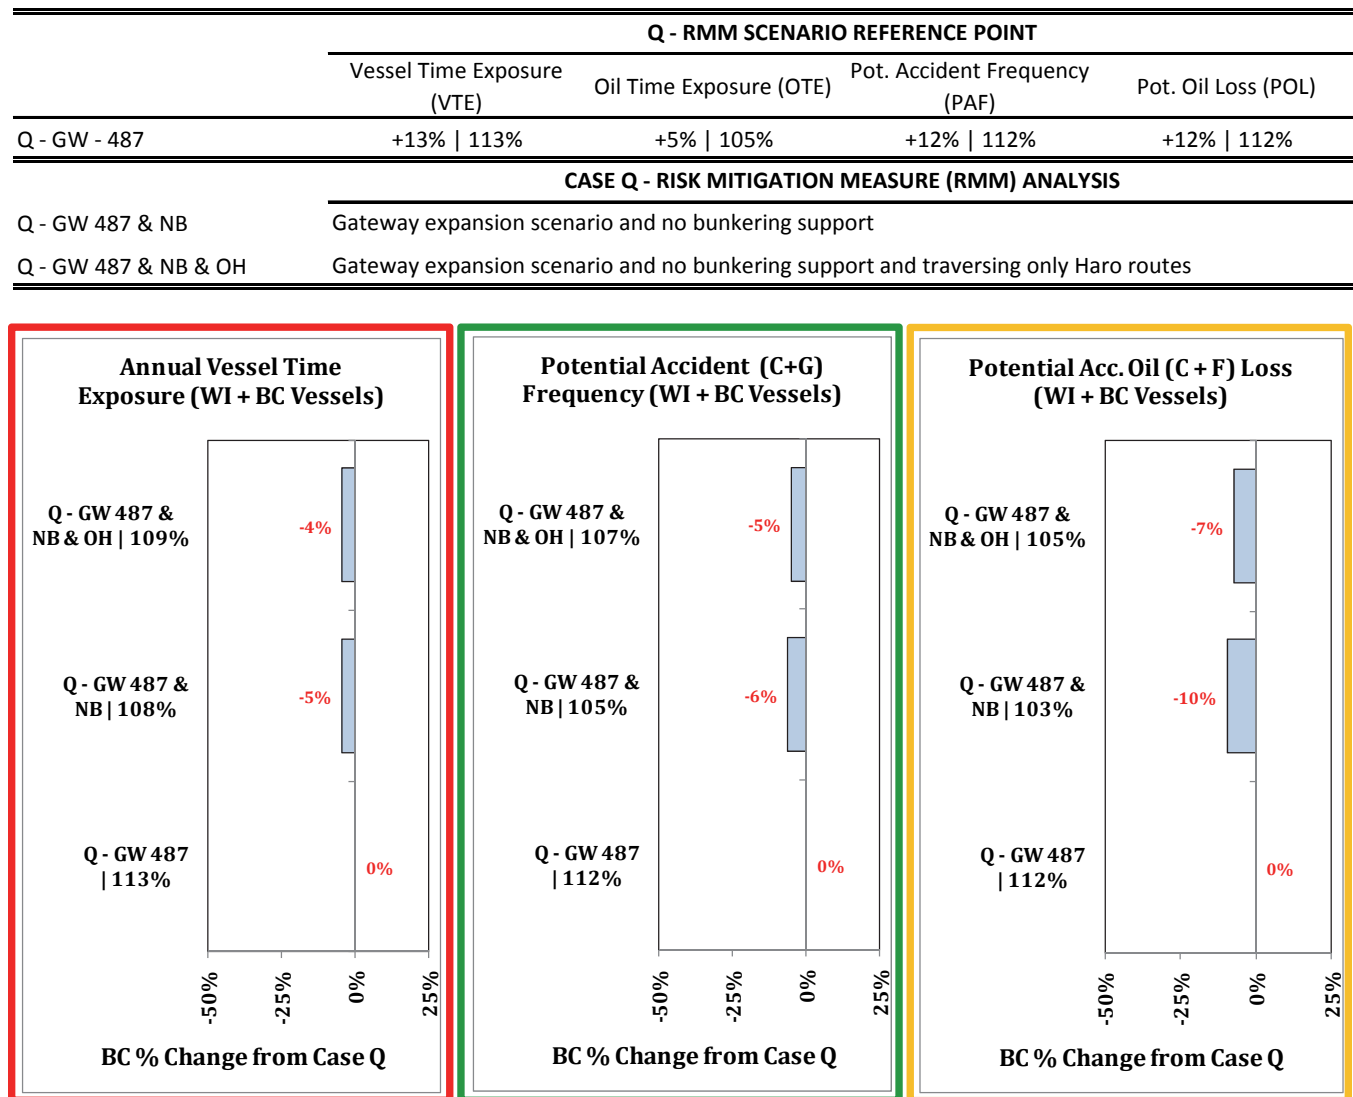 Q - RMM SCENARIO REFERENCE POINT
Vessel Time Exposure (VTE) Oil Time Exposure (OTE) Pot. Accident Frequency (PAF) Pot. Oil Loss (POL)
Q - GW - 487 +13% | 113% +5% | 105% +12% | 112% +12% | 112%
CASE Q - RISK MITIGATION MEASURE (RMM) ANALYSIS
Q - GW 487 & NB Gateway expansion scenario and no bunkering support
Q - GW 487 & NB & OH Gateway expansion scenario and no bunkering support and traversing only Haro routes
Annual Vessel Time
Exposure (WI + BC Vessels)
Q - GW 487 &
NB & OH | 109%
-4%
Q - GW 487 &
NB | 108%
-5%
Q - GW 487
| 113%
0%
-50% -25% 0% 25%
BC % Change from Case Q
Potential Accident (C+G)
Frequency (WI + BC Vessels)
Q - GW 487 &
NB & OH | 107%
-5%
Q - GW 487 &
NB | 105%
-6%
Q - GW 487
| 112%
0%
-50% -25% 0% 25%
BC % Change from Case Q
Potential Acc. Oil (C + F) Loss
(WI + BC Vessels)
Q - GW 487 &
NB & OH | 105%
-7%
Q - GW 487 &
NB | 103%
-10%
Q - GW 487
| 112%
0%
-50% -25% 0% 25%
BC % Change from Case Q